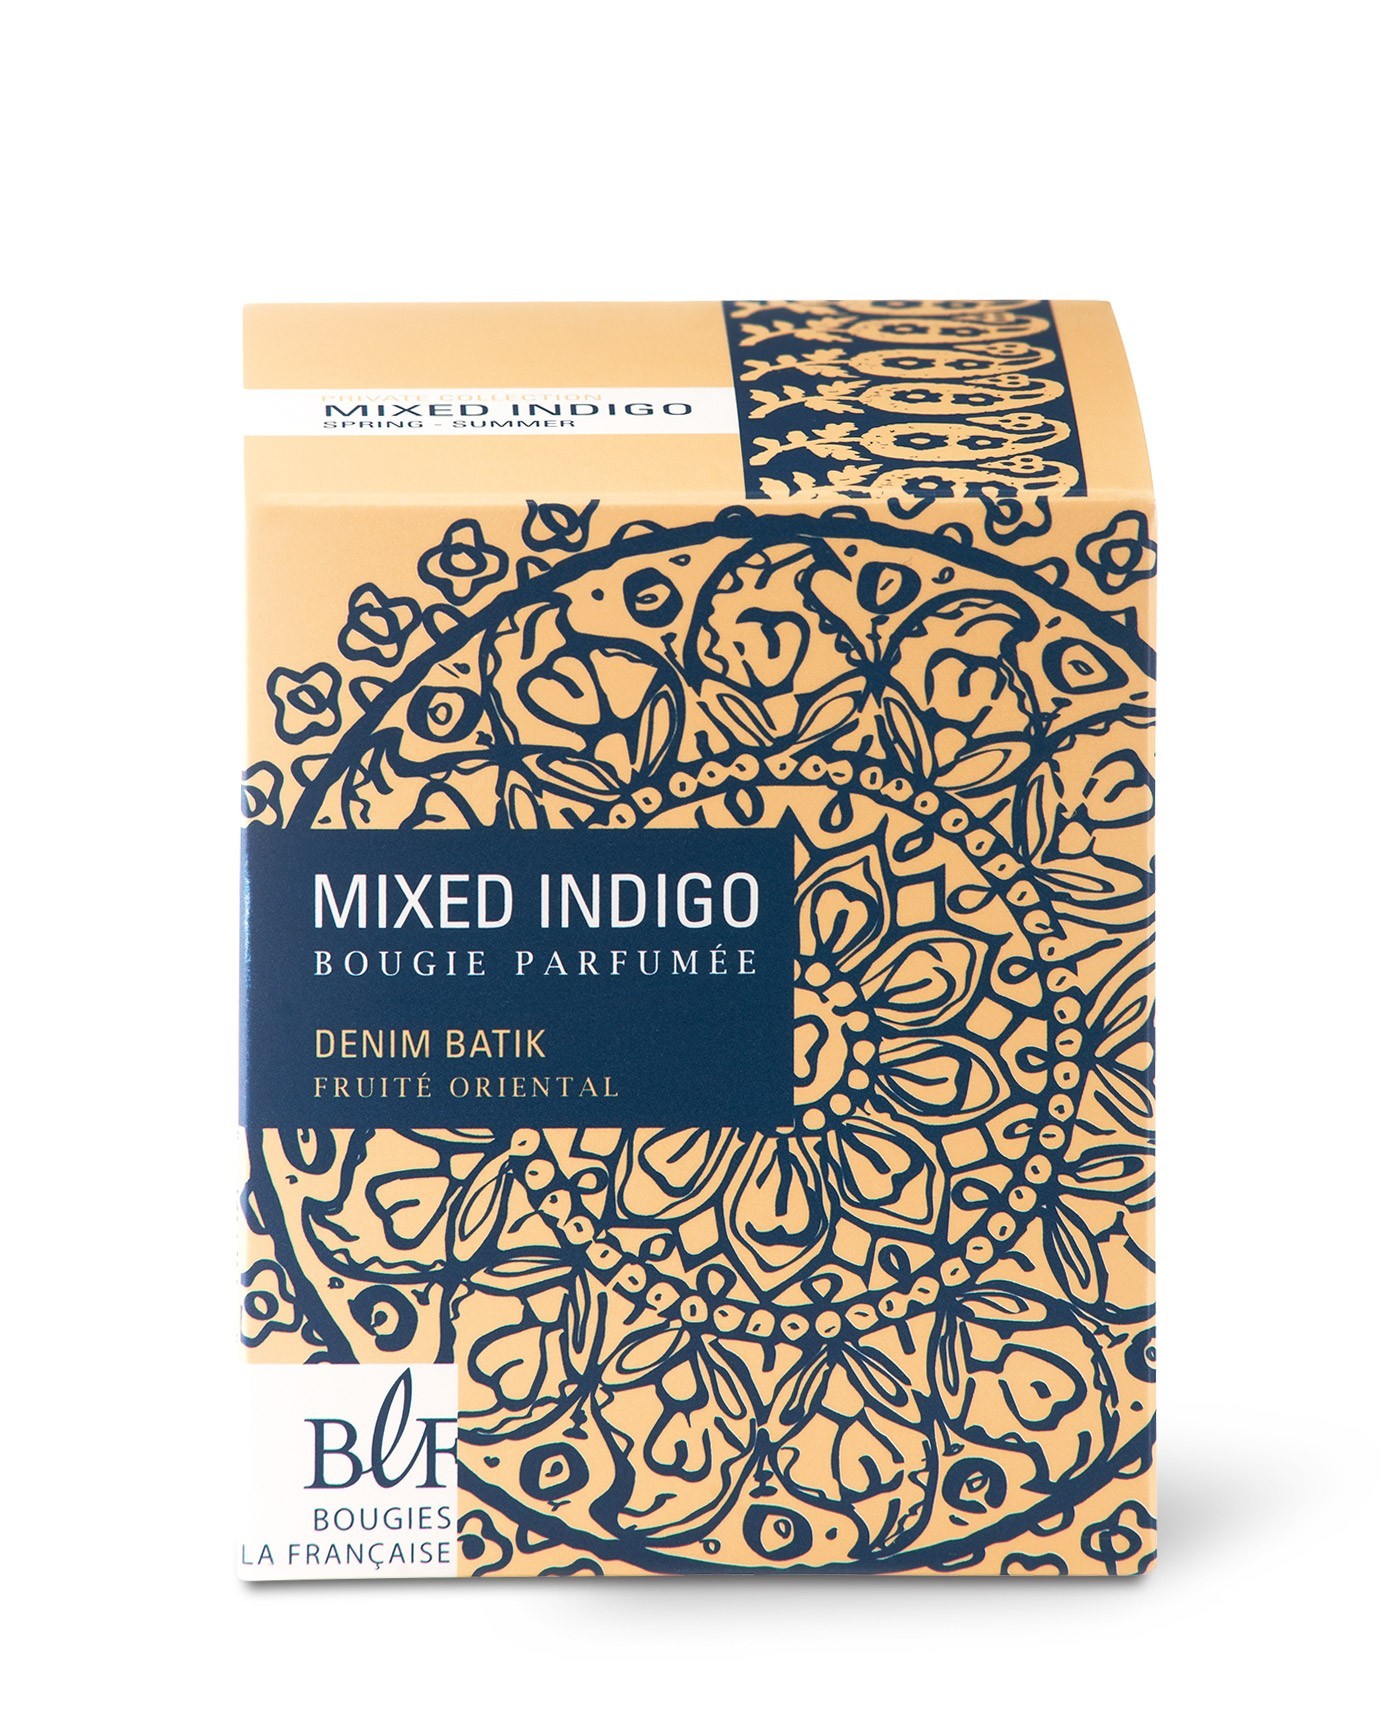 PRIVATE COLLECTION
MIXED INDIGO
SPRING - SUMMER
MIXED INDIGO
BOUGIE PARFUMÉE
DENIM BATIK
FRUITÉ ORIENTAL
BlF
BOUGIES
LA FRANÇAISE